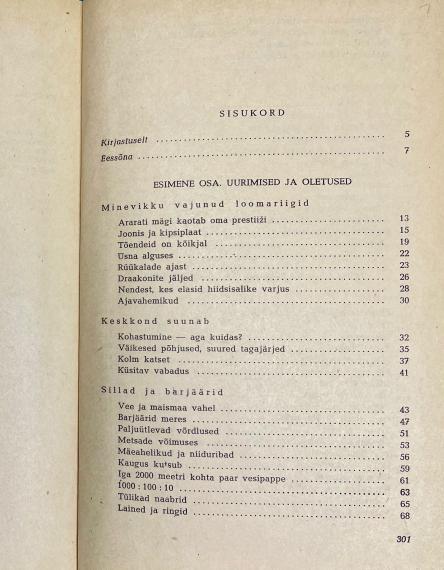 SISUKORD
Kirjastuselt ........ 5
Eessõna ........ 7
ESIMENE OSA. UURIMISED JA OLETUSED
Minevikku vajunud loomariigid
Ararati mägi kaotab oma prestiiži ........ 13
Joonis ja kipsiplaat ........ 15
Tõendeid on kõikjal ........ 19
Usna alguses ........ 22
Rüükalade ajast ........ 23
Draakonite jäljed ........ 26
Nendest, kes elasid hiidsisalike varjus ........ 28
Ajavahemikud ........ 30
Keskkond suunab
Kohastumine — aga kuidas? ........ 32
Väikesed põhjused, suured tagajärjed ........ 35
Kolm katset ........ 37
Küsitav vabadus ........ 41
Sillad ja barjäärid
Vee ja maismaa vahel ........ 43
Barjäärid meres ........ 47
Paljuütlevad võrdlused ........ 51
Metsade võimuses ........ 53
Mäeahelikud ja niiduribad ........ 56
Kaugus kutsub ........ 59
Iga 2000 meetri kohta paar vesipappe ........ 61
1000 : 100 : 10 ........ 63
Tülikad naabrid ........ 65
Lained ja ringid ........ 68
301